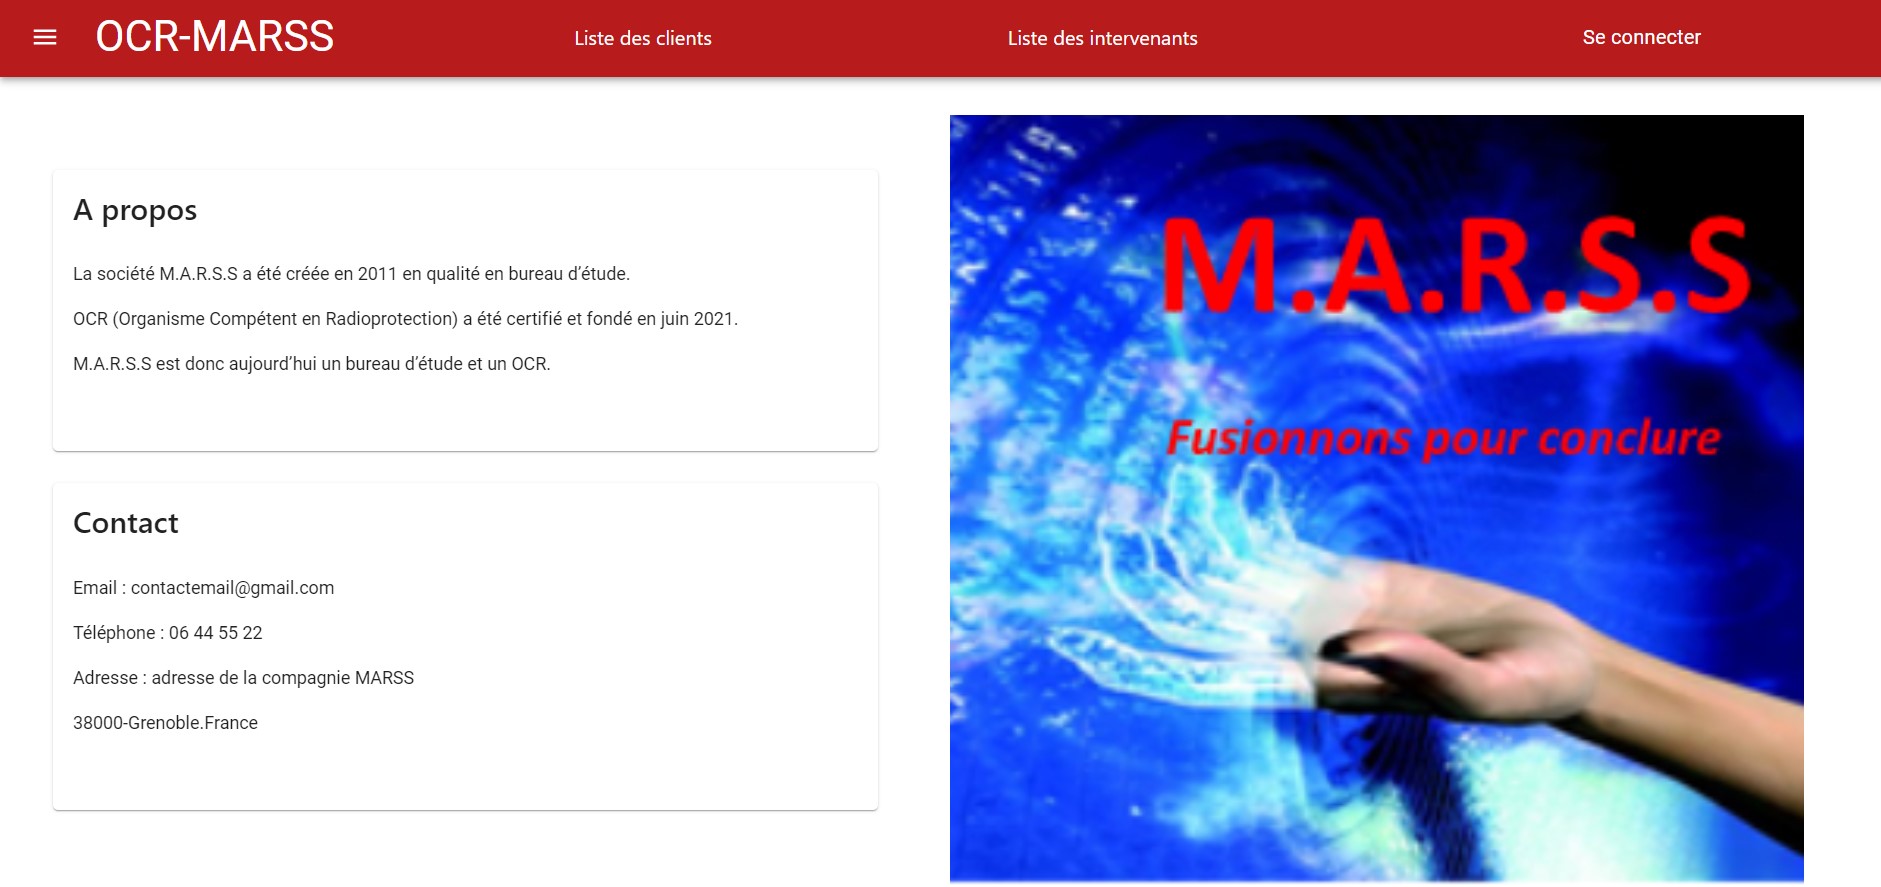 OCR-MARSS
Liste des clients
Liste des intervenants
Se connecter
A propos
La société M.A.R.S.S a été créée en 2011 en qualité en bureau d’étude.
OCR (Organisme Compétent en Radioprotection) a été certifié et fondé en juin 2021.
M.A.R.S.S est donc aujourd’hui un bureau d’étude et un OCR.
Contact
Email : contactemail@gmail.com
Téléphone : 06 44 55 22
Adresse : adresse de la compagnie MARSS
38000-Grenoble.France
M.A.R.S.S
Fusionnons pour conclure